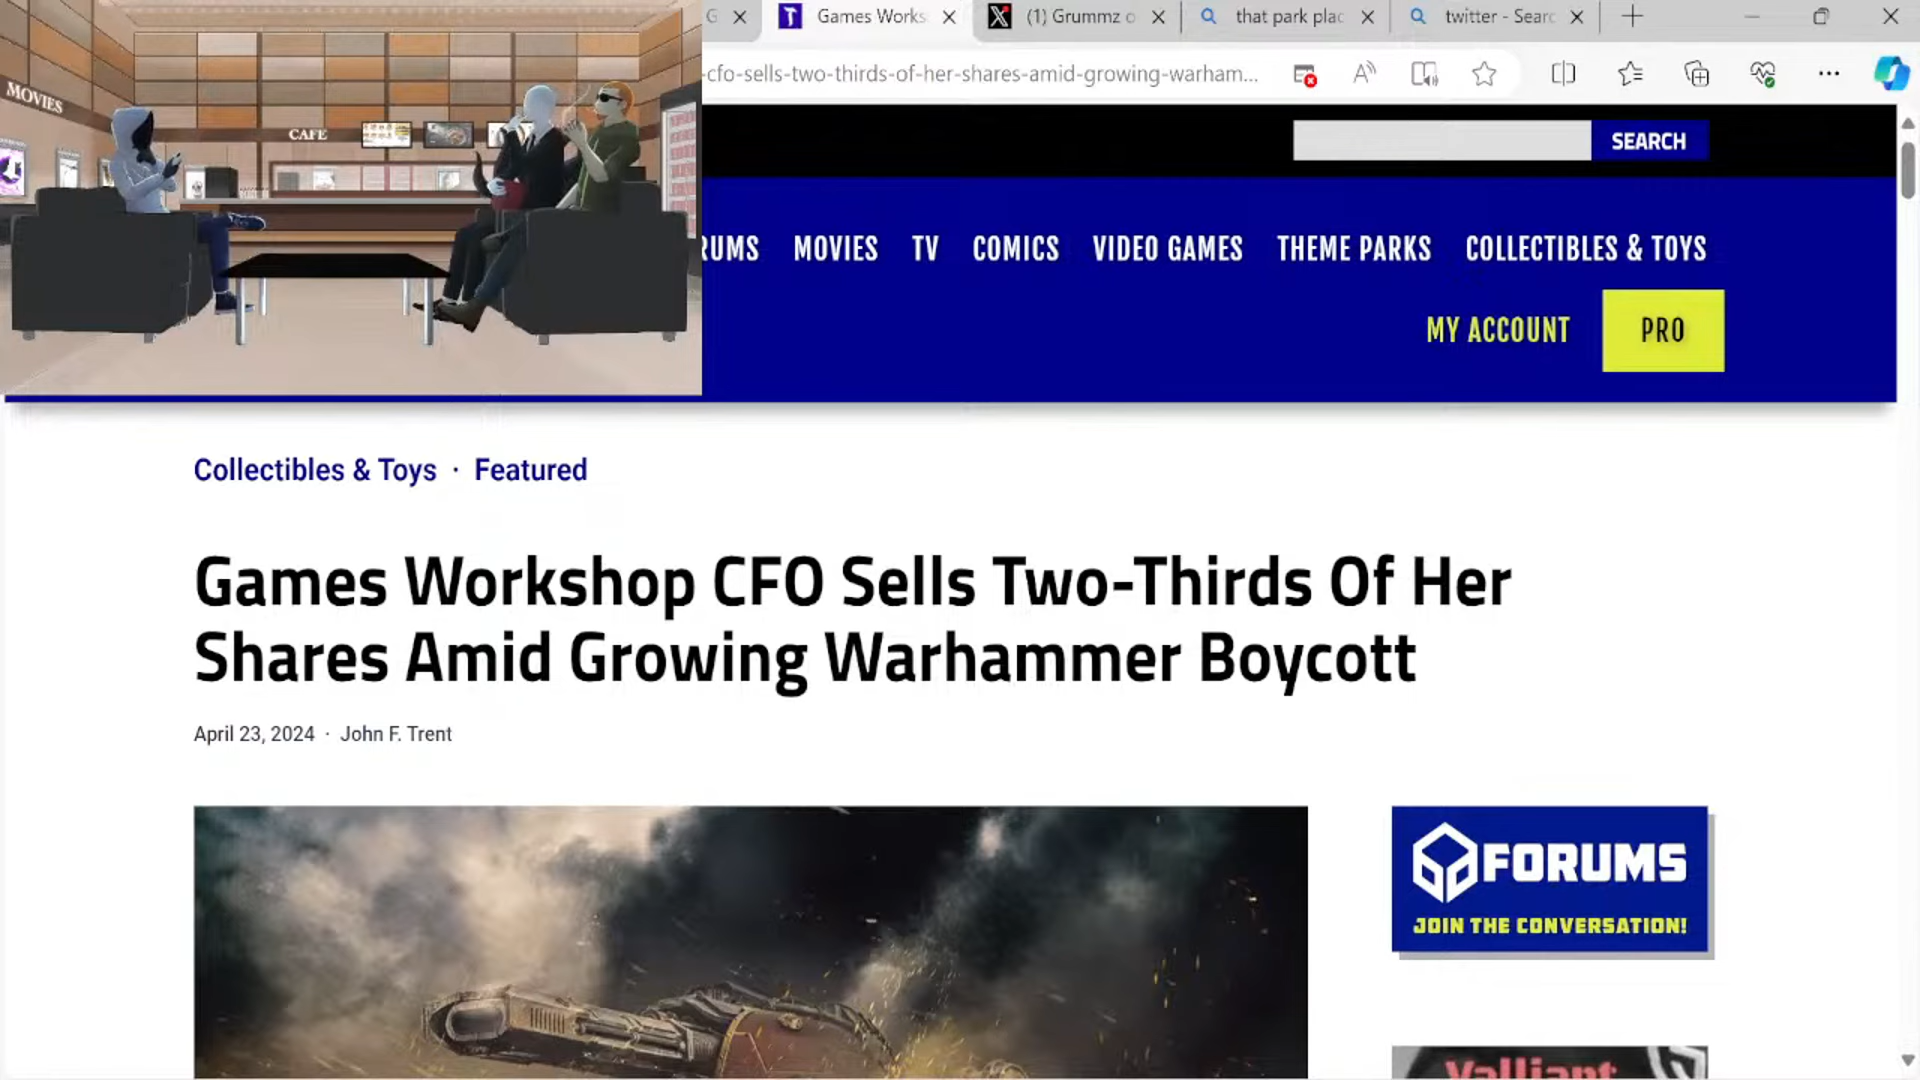 G
Games Works
(1) Grummz o
that park plac
twitter - Searc
-cfo-sells-two-thirds-of-her-shares-amid-growing-warham...
MOVIES
CAFE
SEARCH
RUMS MOVIES TV COMICS VIDEO GAMES THEME PARKS COLLECTIBLES & TOYS
MY ACCOUNT PRO
Collectibles & Toys · Featured
Games Workshop CFO Sells Two-Thirds Of Her
Shares Amid Growing Warhammer Boycott
April 23, 2024 · John F. Trent
FORUMS
JOIN THE CONVERSATION!
Valliant